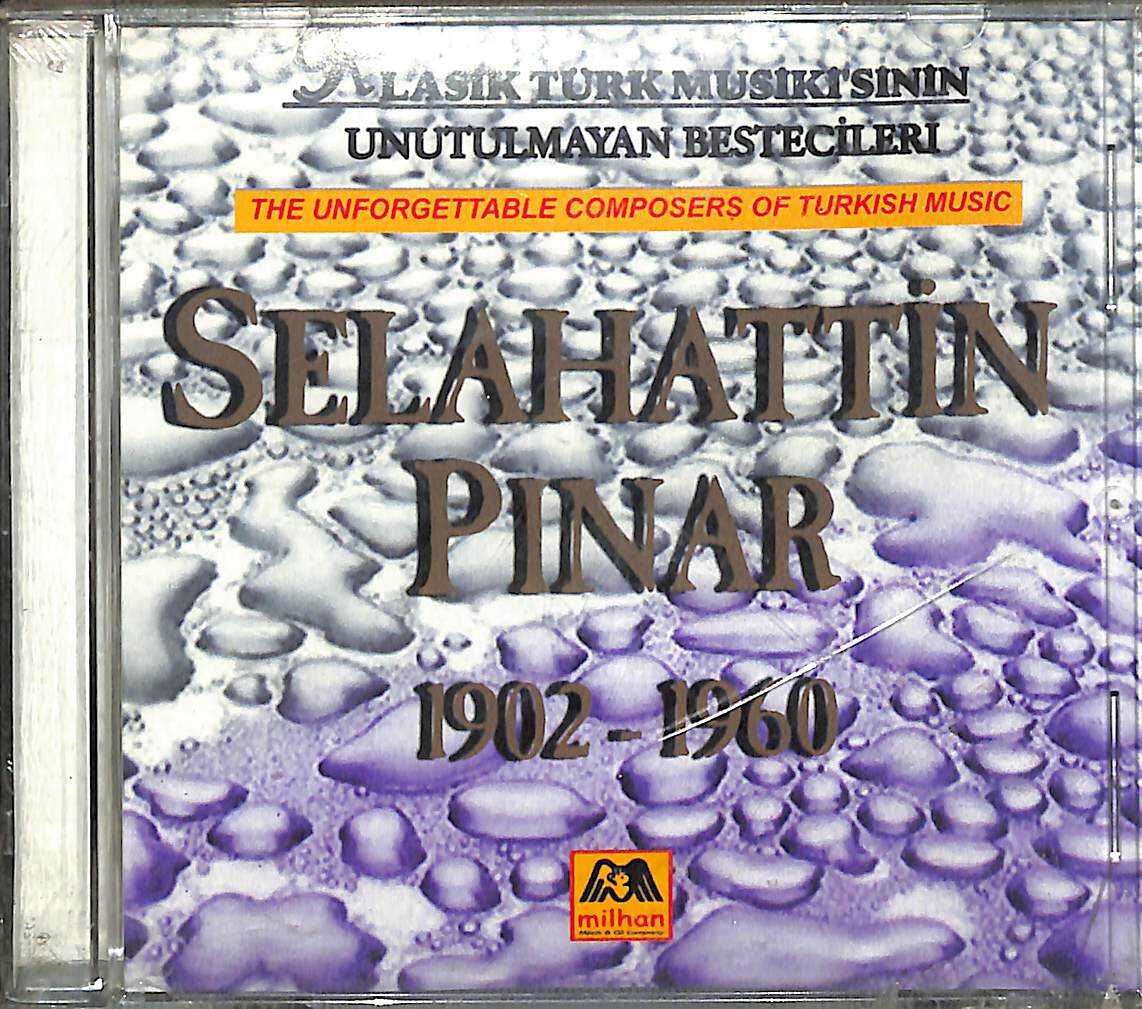 KLASİK TÜRK MUSİKİ'SİNİN
UNUTULMAYAN BESTECİLERİ
THE UNFORGETTABLE COMPOSERS OF TURKISH MUSIC
SELAHATTİN
PINAR
1902 - 1960
milhan